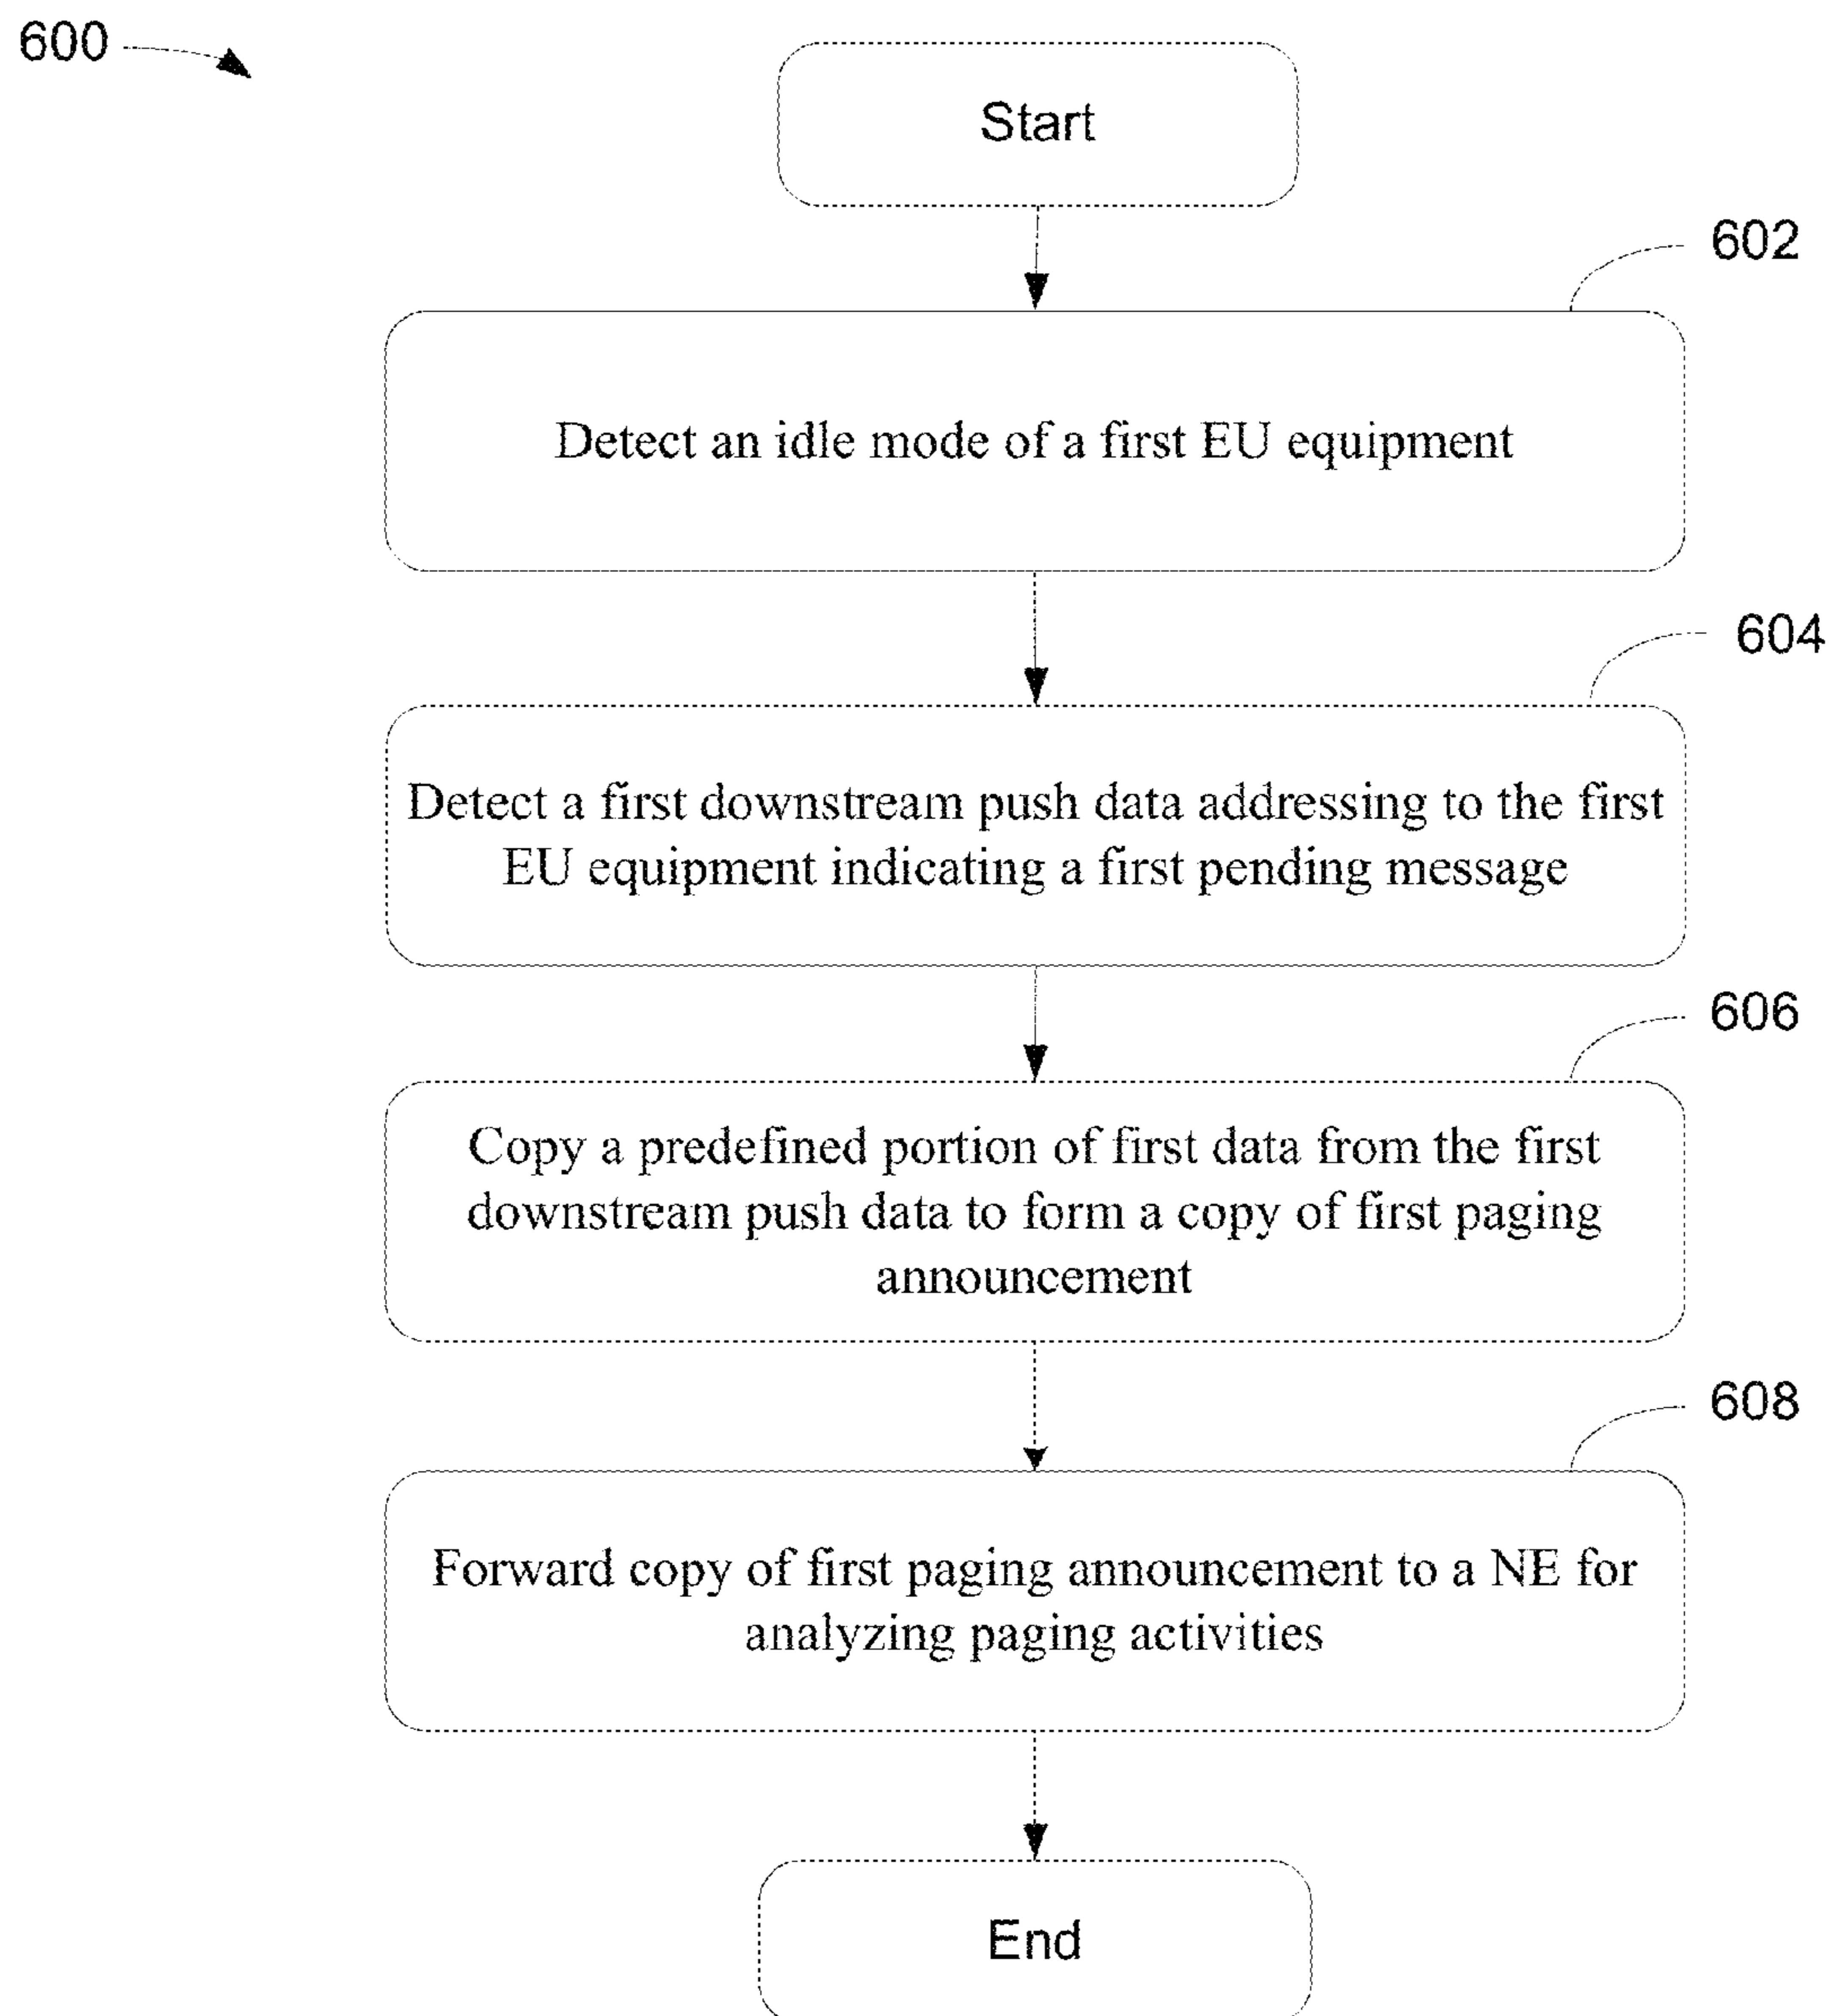 600
Start
602
Detect an idle mode of a first EU equipment
604
Detect a first downstream push data addressing to the first
EU equipment indicating a first pending message
606
Copy a predefined portion of first data from the first
downstream push data to form a copy of first paging
announcement
608
Forward copy of first paging announcement to a NE for
analyzing paging activities
End